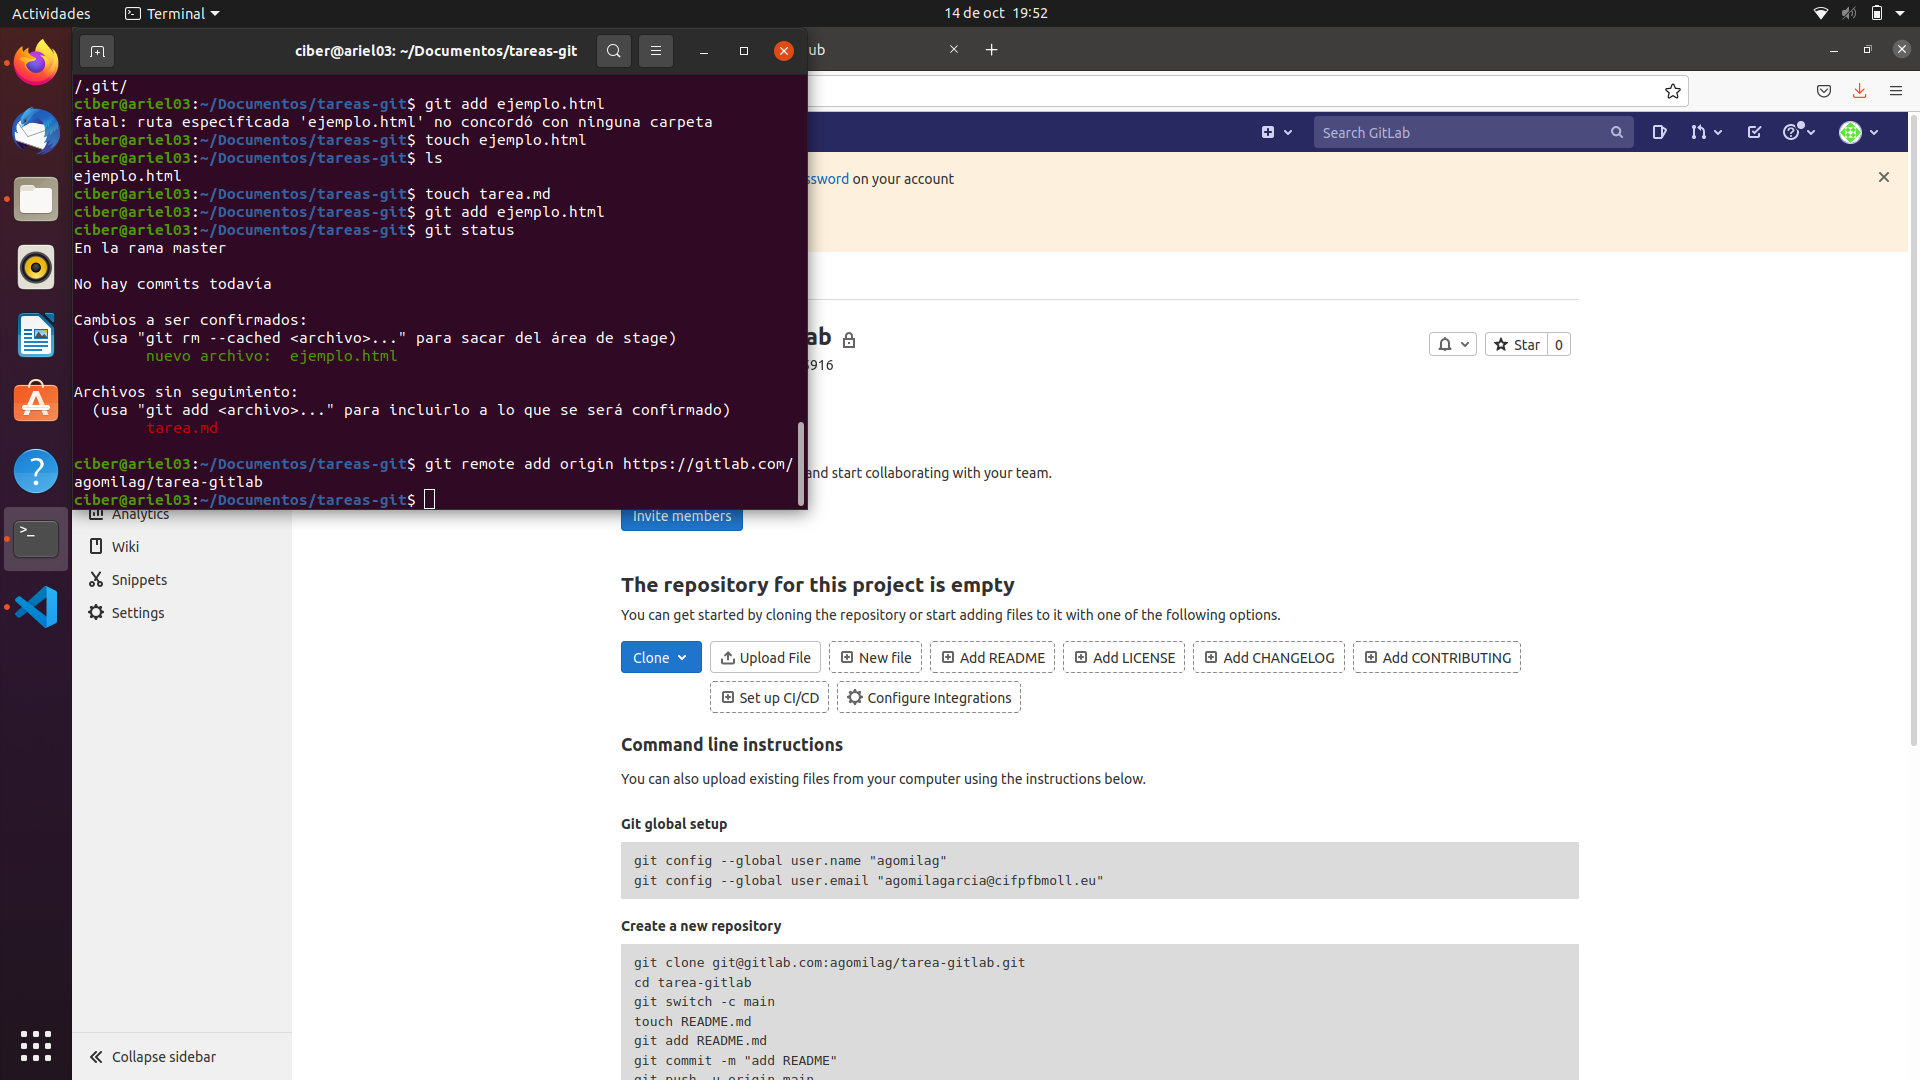 Actividades
Terminal
14 de oct 19:52
ciber@ariel03: ~/Documentos/tareas-git
ub
/.git/
ciber@ariel03:~/Documentos/tareas-git$ git add ejemplo.html
fatal: ruta especificada 'ejemplo.html' no concordó con ninguna carpeta
ciber@ariel03:~/Documentos/tareas-git$ touch ejemplo.html
ciber@ariel03:~/Documentos/tareas-git$ ls
ejemplo.html
ciber@ariel03:~/Documentos/tareas-git$ touch tarea.md
ciber@ariel03:~/Documentos/tareas-git$ git add ejemplo.html
ciber@ariel03:~/Documentos/tareas-git$ git status
En la rama master
No hay commits todavía
Cambios a ser confirmados:
(usa "git rm --cached <archivo>..." para sacar del área de stage)
nuevo archivo: ejemplo.html
Archivos sin seguimiento:
(usa "git add <archivo>..." para incluirlo a lo que se será confirmado)
tarea.md
ciber@ariel03:~/Documentos/tareas-git$ git remote add origin https://gitlab.com/
agomilag/tarea-gitlab
ciber@ariel03:~/Documentos/tareas-git$
Search GitLab
ssword on your account
ab
5916
Star 0
and start collaborating with your team.
Invite members
Analytics
Wiki
Snippets
Settings
Collapse sidebar
The repository for this project is empty
You can get started by cloning the repository or start adding files to it with one of the following options.
Clone Upload File New file Add README Add LICENSE Add CHANGELOG Add CONTRIBUTING
Set up CI/CD Configure Integrations
Command line instructions
You can also upload existing files from your computer using the instructions below.
Git global setup
git config --global user.name "agomilag"
git config --global user.email "agomilagarcia@cifpfbmoll.eu"
Create a new repository
git clone git@gitlab.com:agomilag/tarea-gitlab.git
cd tarea-gitlab
git switch -c main
touch README.md
git add README.md
git commit -m "add README"
git push -u origin main